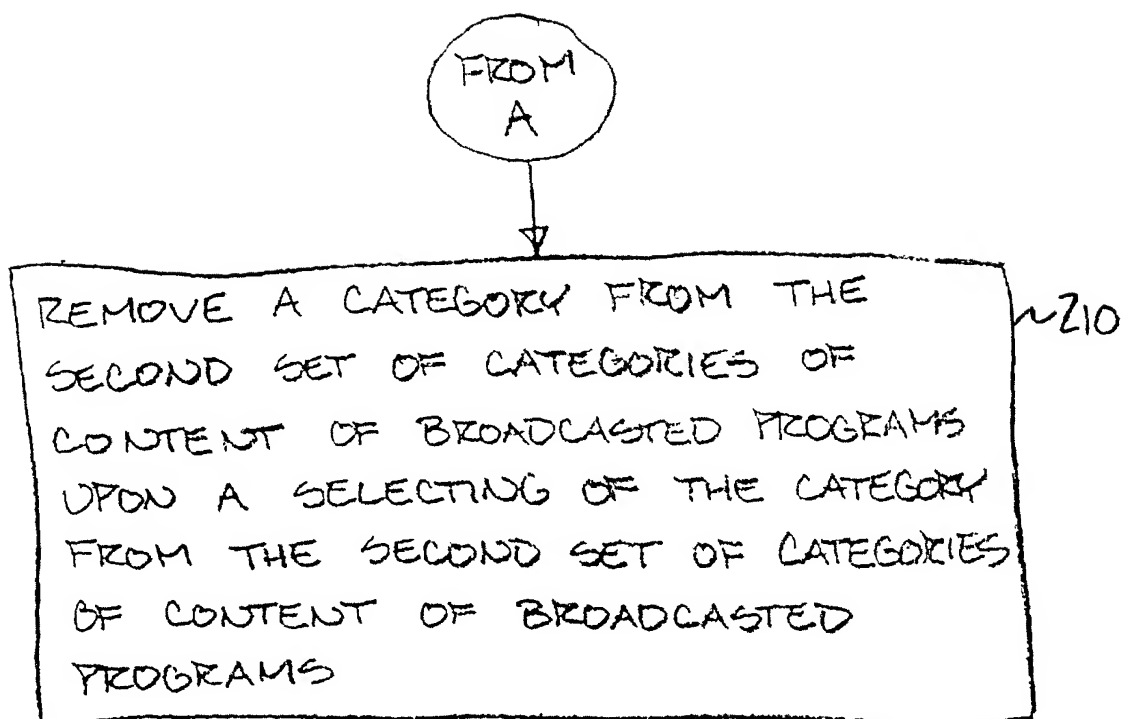 FROM
A
REMOVE A CATEGORY FROM THE
~210
SECOND SET OF CATEGORIES OF
CONTENT OF BROADCASTED PROGRAMS
UPON A SELECTING OF THE CATEGORY
FROM THE SECOND SET OF CATEGORIES
OF CONTENT OF BROADCASTED
PROGRAMS